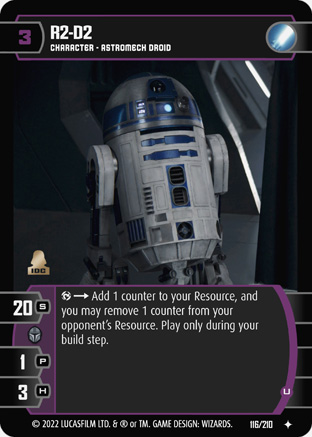 3
R2-D2
CHARACTER · ASTROMECH DROID
IDC
20 S
1 P
3 H
Add 1 counter to your Resource, and
you may remove 1 counter from your
opponent's Resource. Play only during your
build step.
U
© 2022 LUCASFILM LTD. & ® or TM. GAME DESIGN: WIZARDS. 116/210